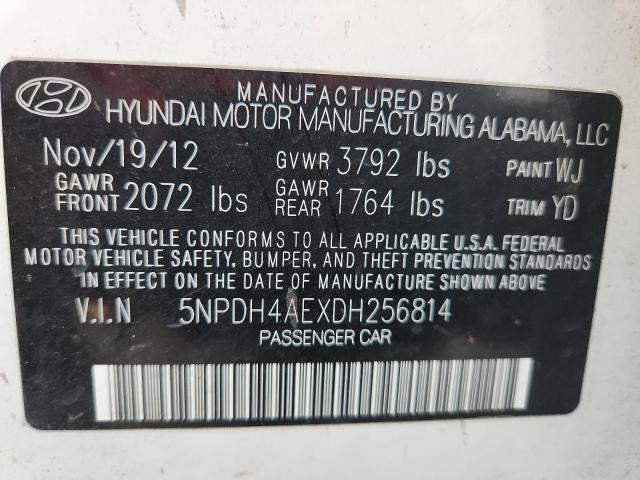 MANUFACTURED BY
HYUNDAI MOTOR MANUFACTURING ALABAMA, LLC
Nov/19/12 GVWR 3792 lbs PAINT WJ
GAWR FRONT 2072 lbs GAWR REAR 1764 lbs TRIM YD
THIS VEHICLE CONFORMS TO ALL APPLICABLE U.S.A. FEDERAL
MOTOR VEHICLE SAFETY, BUMPER, AND THEFT PREVENTION STANDARDS
IN EFFECT ON THE DATE OF MANUFACTURE SHOWN ABOVE.
V.I.N 5NPDH4AEXDH256814
PASSENGER CAR